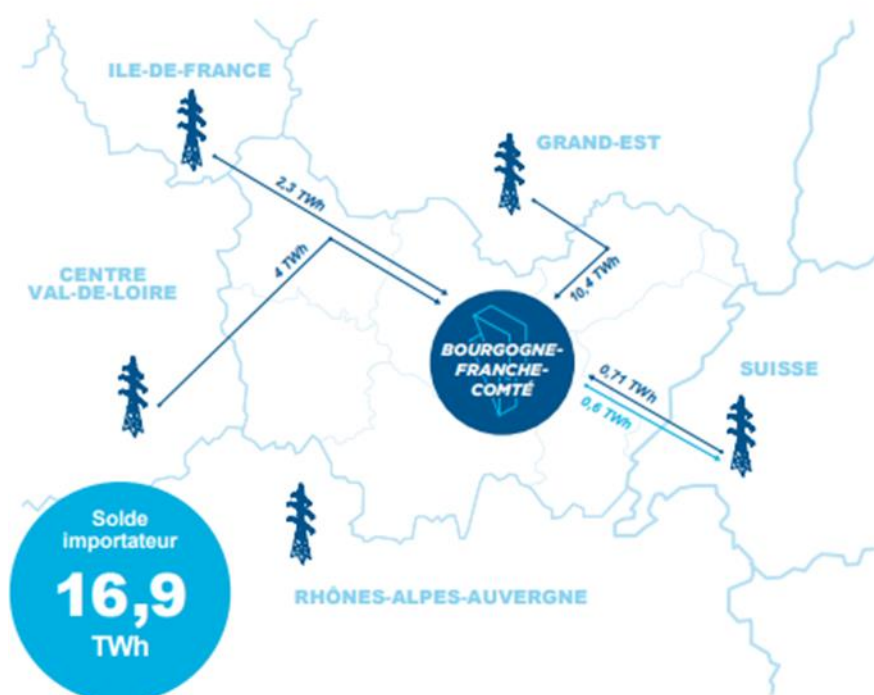 ILE-DE-FRANCE
GRAND-EST
2,3 TWh
4 TWh
10,4 TWh
CENTRE
VAL-DE-LOIRE
BOURGOGNE-
FRANCHE-
COMTÉ
SUISSE
0,71 TWh
0,6 TWh
Solde
importateur
16,9
TWh
RHÔNES-ALPES-AUVERGNE